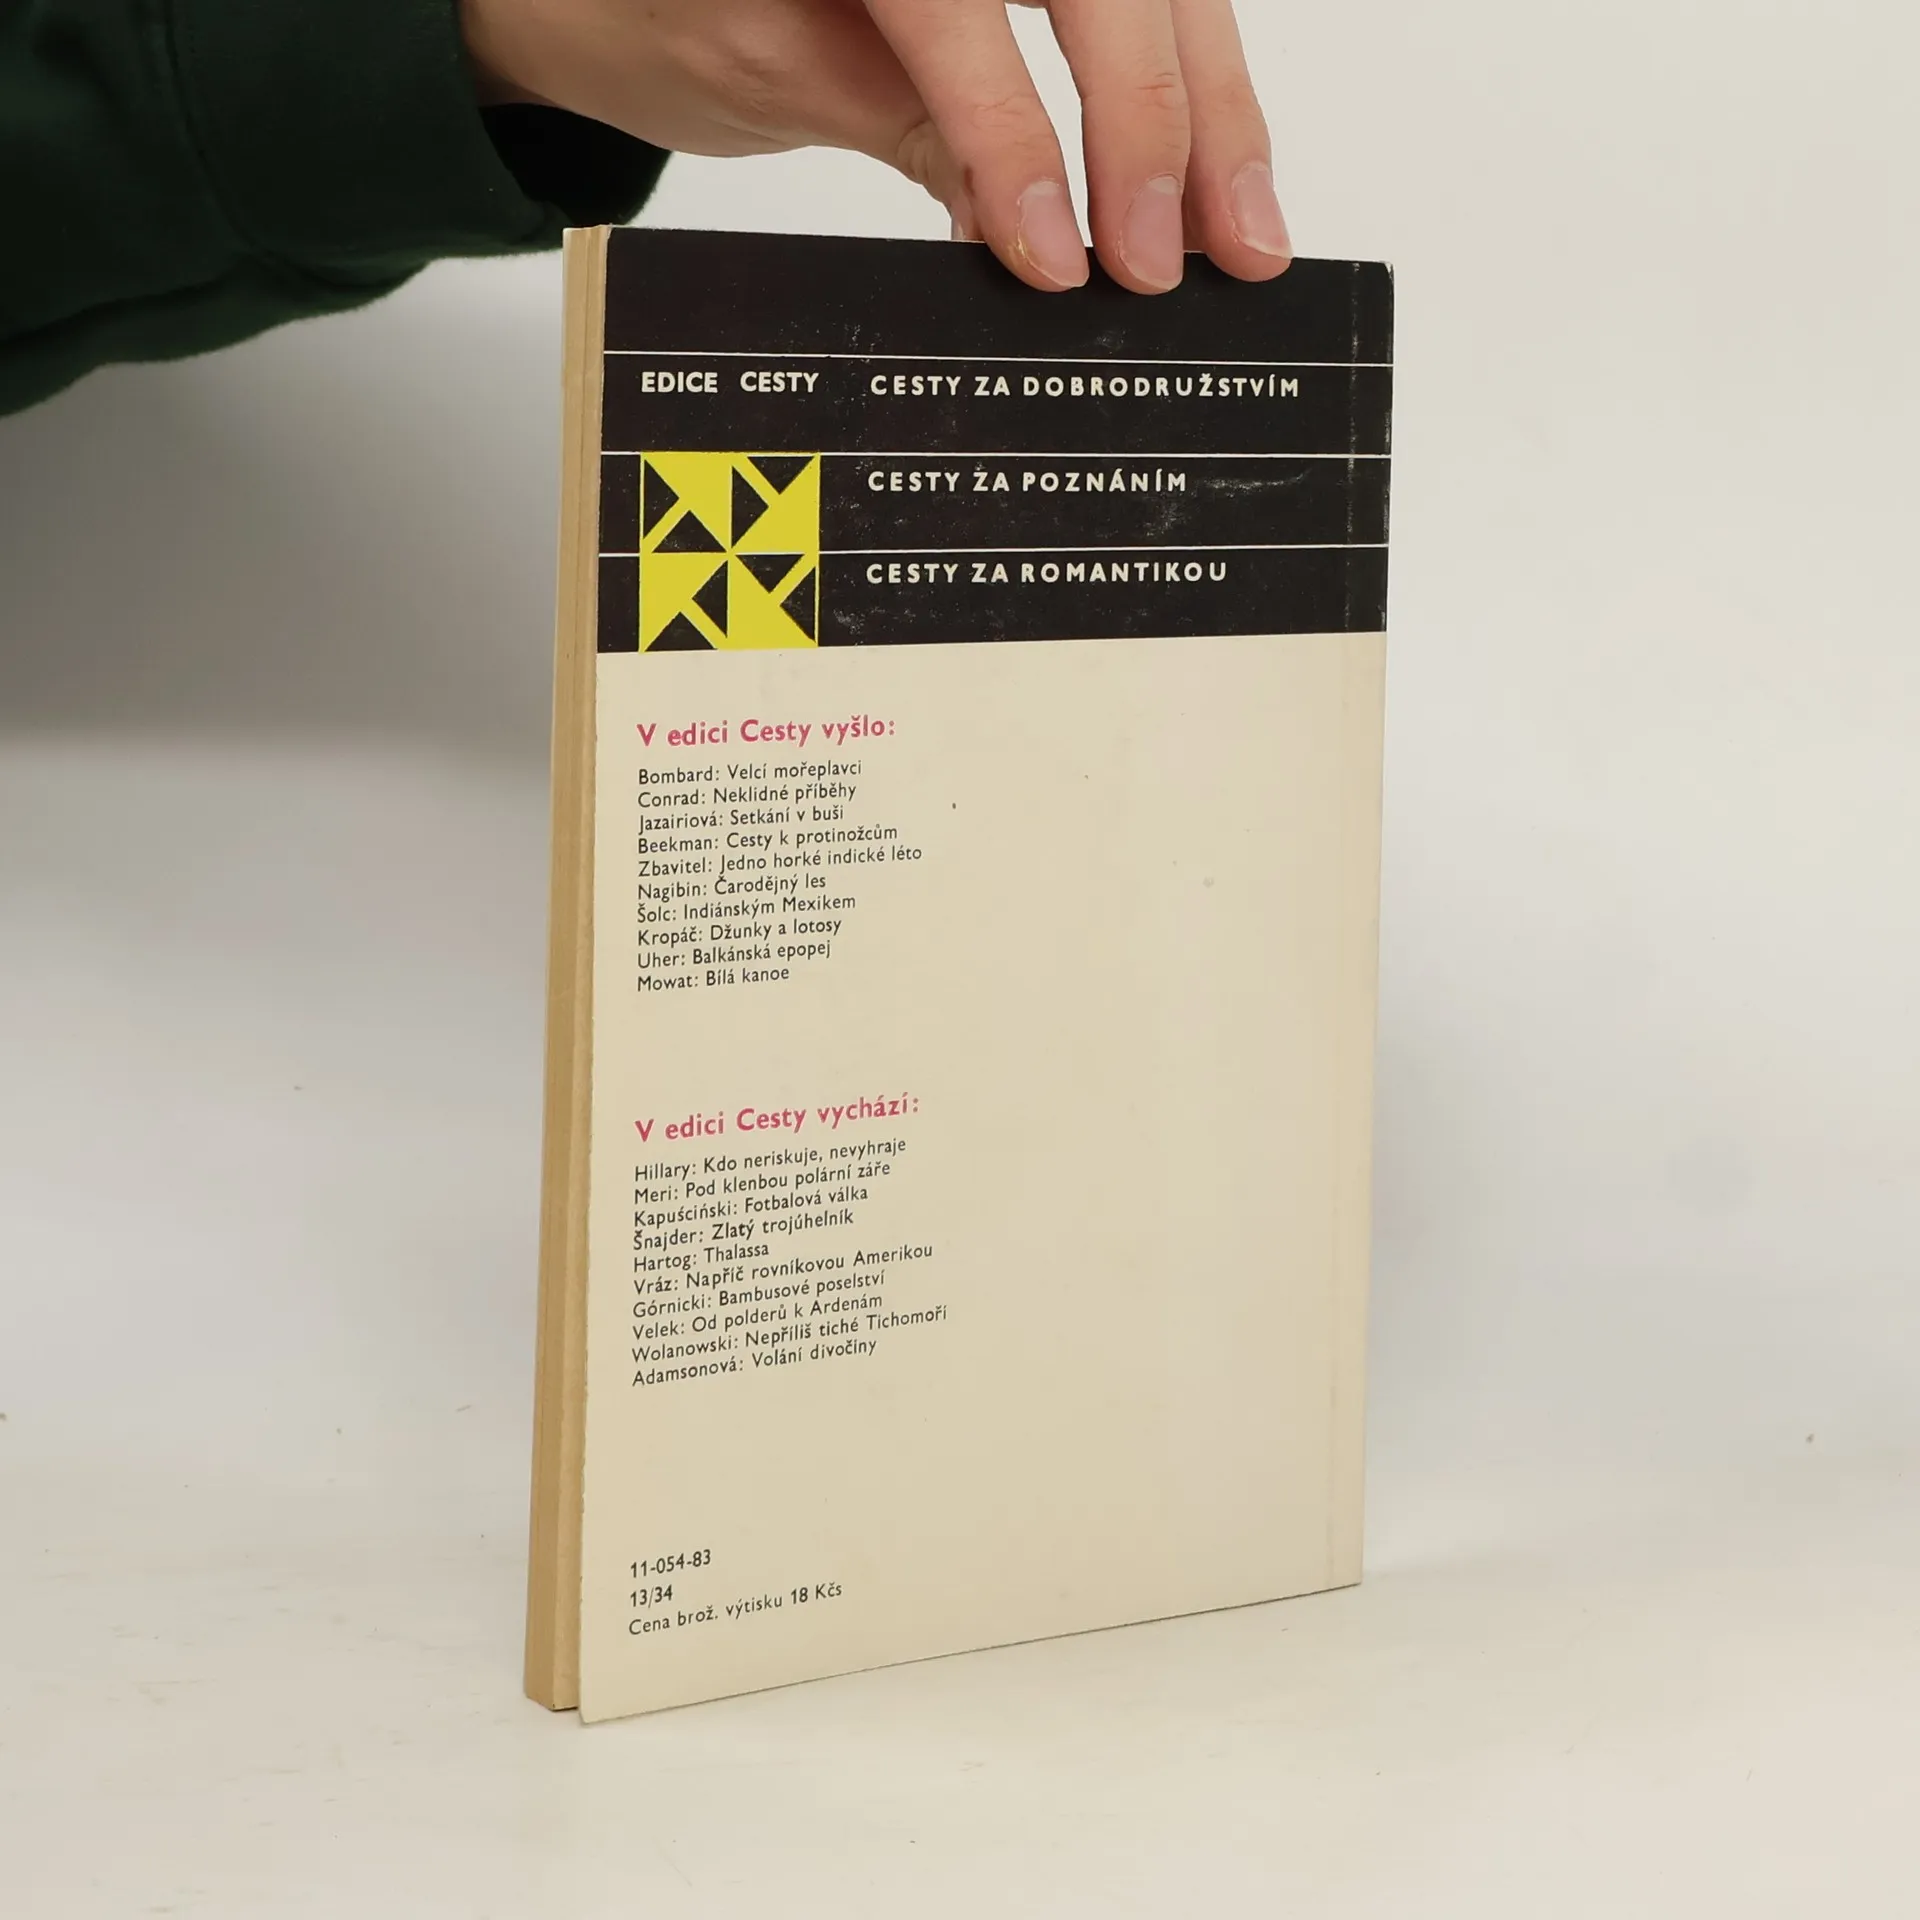 EDICE CESTY CESTY ZA DOBRODRUŽSTVÍM
CESTY ZA POZNÁNÍM
CESTY ZA ROMANTIKOU
V edici Cesty vyšlo:
Bombard: Velcí mořeplavci
Conrad: Neklidné příběhy
Jazairiová: Setkání v buši
Beekman: Cesty k protinožcům
Zbavitel: Jedno horké indické léto
Nagibin: Čarodějný les
Šolc: Indiánským Mexikem
Kropáč: Džunky a lotosy
Uher: Balkánská epopej
Mowat: Bílá kanoe
V edici Cesty vychází:
Hillary: Kdo neriskuje, nevyhraje
Meri: Pod klenbou polární záře
Kapuściński: Fotbalová válka
Šnajder: Zlatý trojúhelník
Hartog: Thalassa
Vráz: Napříč rovníkovou Amerikou
Górnicki: Bambusové poselství
Velek: Od polderů k Ardenám
Wolanowski: Nepříliš tiché Tichomoří
Adamsonová: Volání divočiny
11-054-83
13/34
Cena brož. výtisku 18 Kčs